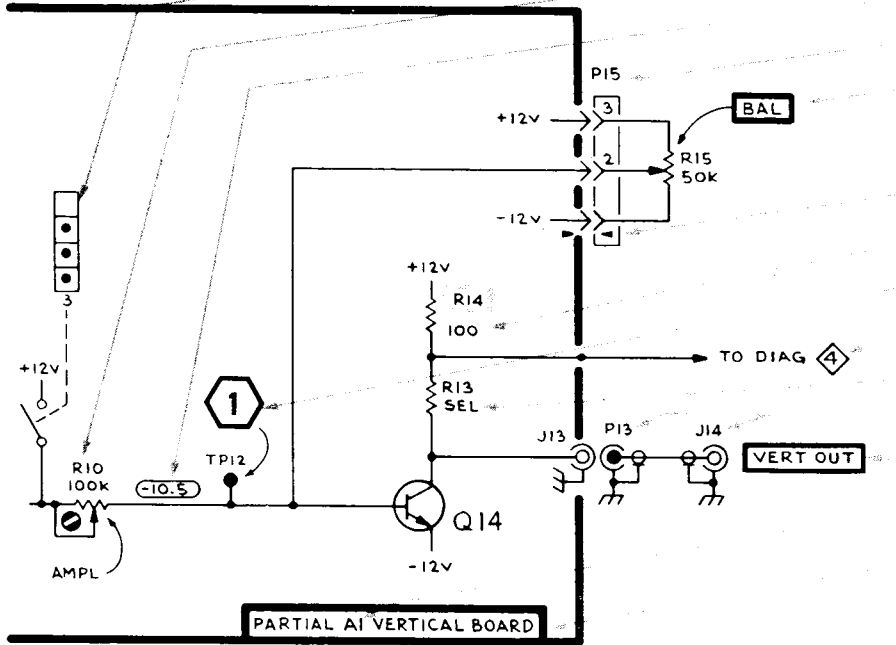 P15
+12V
3
BAL
2
R15
50K
-12V
3
+12V
R14
100
+12V
TO DIAG 4
R13
SEL
1
J13
P13
J14
R10
100K
-10.5
TP12
VERT OUT
Q14
AMPL
-12V
PARTIAL A1 VERTICAL BOARD